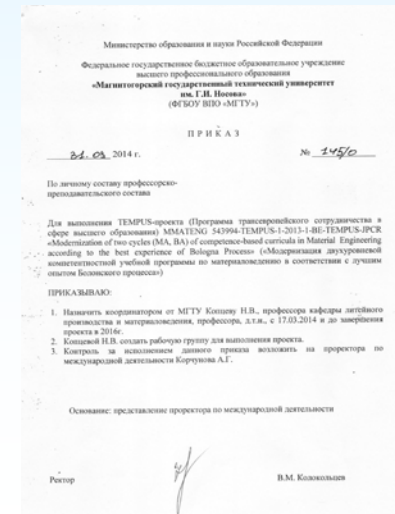 Министерство образования и науки Российской Федерации
Федеральное государственное бюджетное образовательное учреждение
высшего профессионального образования
«Магнитогорский государственный технический университет
им. Г.И. Носова»
(ФГБОУ ВПО «МГТУ»)
П Р И К А З
31.03 2014 г.
№ 145/0
По личному составу профессорско-
преподавательского состава
Для выполнения TEMPUS-проекта (Программа трансевропейского сотрудничества в
сфере высшего образования) MMATENG 543994-TEMPUS-1-2013-1-BE-TEMPUS-JPCR
«Modernization of two cycles (MA, BA) of competence-based curricula in Material Engineering
according to the best experience of Bologna Process» («Модернизация двухуровневой
компетентностной учебной программы по материаловедению в соответствии с лучшим
опытом Болонского процесса»)
ПРИКАЗЫВАЮ:
1. Назначить координатором от МГТУ Копцеву Н.В., профессора кафедры литейного
производства и материаловедения, профессора, д.т.н., с 17.03.2014 и до завершения
проекта в 2016г.
2. Копцевой Н.В. создать рабочую группу для выполнения проекта.
3. Контроль за исполнением данного приказа возложить на проректора по
международной деятельности Корчунова А.Г.
Основание: представление проректора по международной деятельности
Ректор
В.М. Колокольцев